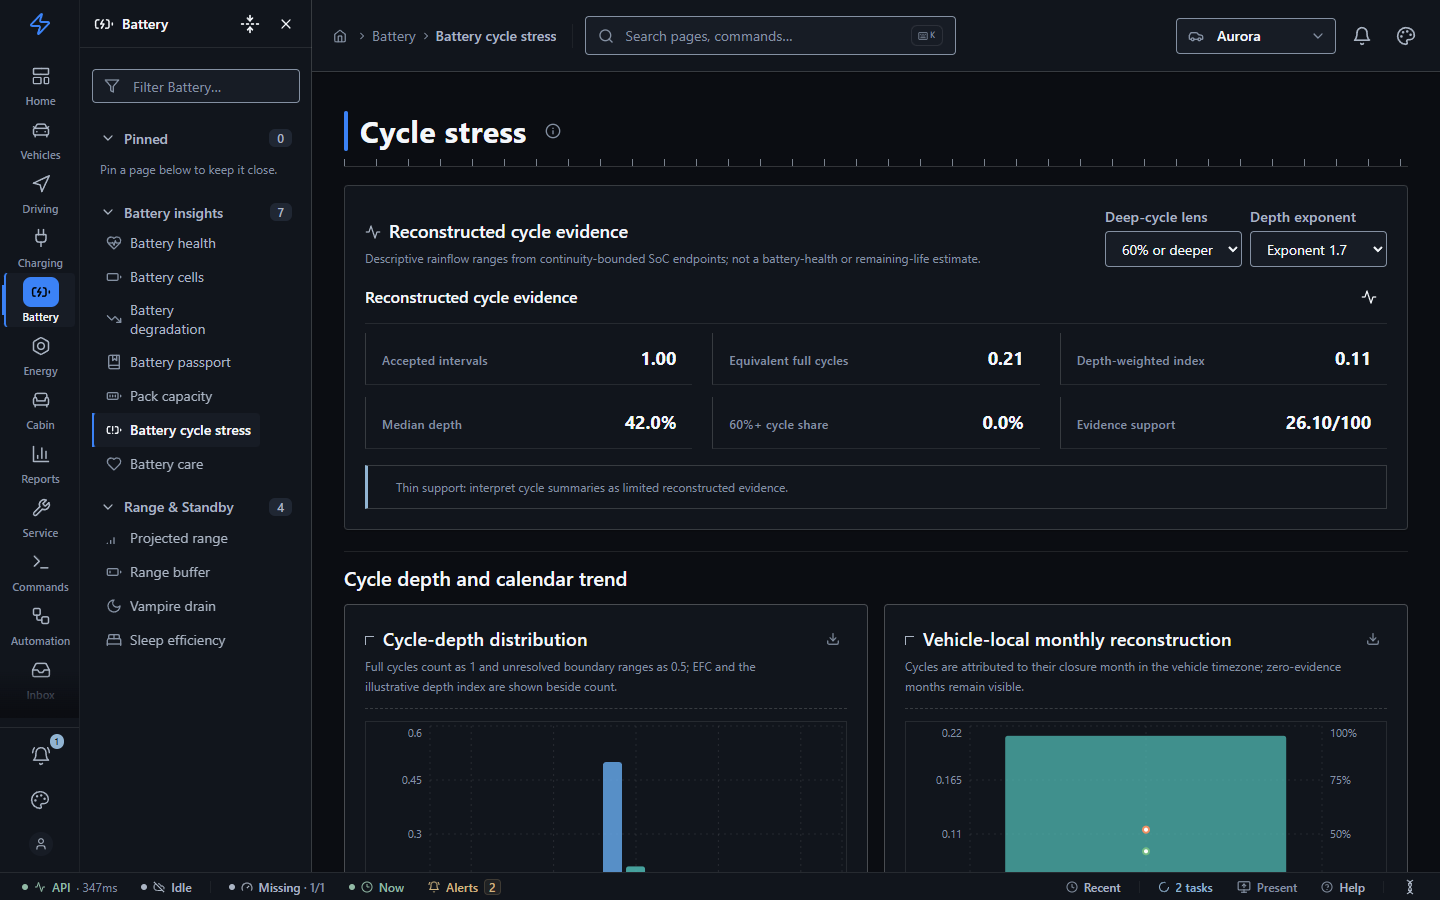 Battery
Battery
Battery cycle stress
Search pages, commands...
K
Aurora
Home
Vehicles
Driving
Charging
Battery
Energy
Cabin
Reports
Service
Commands
Automation
Inbox
1
Filter Battery...
Pinned
0
Pin a page below to keep it close.
Battery insights
7
Battery health
Battery cells
Battery
degradation
Battery passport
Pack capacity
Battery cycle stress
Battery care
Range & Standby
4
Projected range
Range buffer
Vampire drain
Sleep efficiency
Cycle stress
Reconstructed cycle evidence
Descriptive rainflow ranges from continuity-bounded SoC endpoints; not a battery-health or remaining-life estimate.
Deep-cycle lens
60% or deeper
Depth exponent
Exponent 1.7
Reconstructed cycle evidence
Accepted intervals
1.00
Equivalent full cycles
0.21
Depth-weighted index
0.11
Median depth
42.0%
60%+ cycle share
0.0%
Evidence support
26.10/100
Thin support: interpret cycle summaries as limited reconstructed evidence.
Cycle depth and calendar trend
Cycle-depth distribution
Full cycles count as 1 and unresolved boundary ranges as 0.5; EFC and the
illustrative depth index are shown beside count.
0.6
0.45
0.3
Vehicle-local monthly reconstruction
Cycles are attributed to their closure month in the vehicle timezone; zero-evidence
months remain visible.
0.22
0.165
0.11
100%
75%
50%
API · 347ms
Idle
Missing · 1/1
Now
Alerts 2
Recent
2 tasks
Present
Help